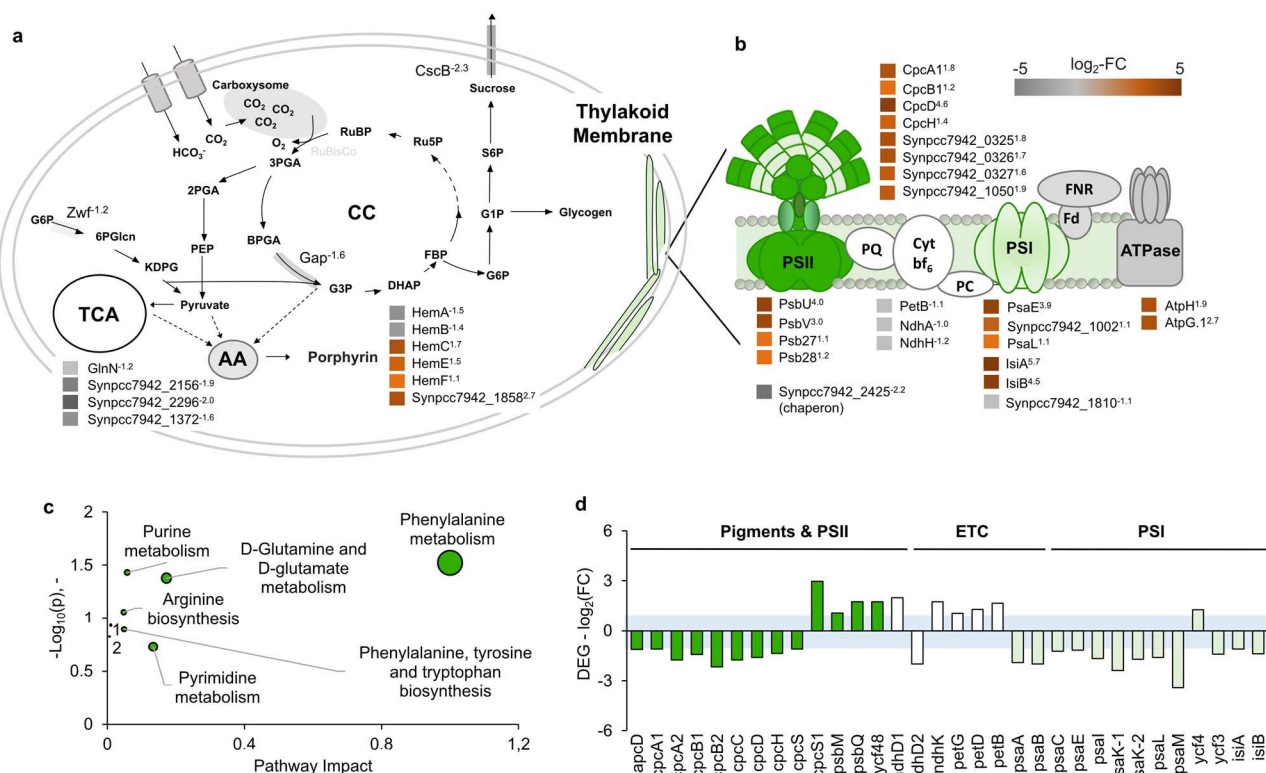 a
CscB-2.3
Carboxysome
CO2
CO2
CO2
CO2
HCO3-
O2
RuBP
RuBisCo
Ru5P
3PGA
2PGA
Sucrose
S6P
G1P
Glycogen
Thylakoid
Membrane
CC
G6P
Zwf-1.2
6PGlcn
PEP
BPGA
Gap-1.6
FBP
G6P
KDPG
G3P
DHAP
Pyruvate
TCA
AA
Porphyrin
HemA-1.5
HemB-1.4
HemC1.7
HemE1.5
HemF1.1
Synpcc7942_18582.7
GlnN-1.2
Synpcc7942_2156-1.9
Synpcc7942_2296-2.0
Synpcc7942_1372-1.6
b
CpcA11.8
CpcB11.2
CpcD4.6
CpcH1.4
Synpcc7942_03251.8
Synpcc7942_03261.7
Synpcc7942_03271.6
Synpcc7942_10501.9
log2-FC
-5
5
PSII
PQ
Cyt
bf6
PC
PSI
FNR
Fd
ATPase
PsbU4.0
PsbV3.0
Psb271.1
Psb281.2
Synpcc7942_2425-2.2
(chaperon)
PetB-1.1
NdhA-1.0
NdhH-1.2
PsaE3.9
Synpcc7942_10021.1
PsaL1.1
IsiA5.7
IsiB4.5
Synpcc7942_1810-1.1
AtpH1.9
AtpG.12.7
c
-Log10(p), -
2
1.5
1
0.5
0
0
0.4
0.8
1,2
Pathway Impact
Purine
metabolism
D-Glutamine and
D-glutamate
metabolism
Phenylalanine
metabolism
Arginine
biosynthesis
1
2
Pyrimidine
metabolism
Phenylalanine, tyrosine
and tryptophan
biosynthesis
d
DEG - log2(FC)
6
3
0
-3
-6
Pigments & PSII
ETC
PSI
apcD
cpcA1
cpcA2
cpcB1
cpcB2
cpcC
cpcD
cpcH
cpcS
cpcS1
psbM
psbQ
ycf48
ndhD1
ndhD2
ndhK
petG
petD
petB
psaA
psaB
psaC
psaE
psaI
psaK-1
psaK-2
psaL
psaM
ycf4
ycf3
isiA
isiB